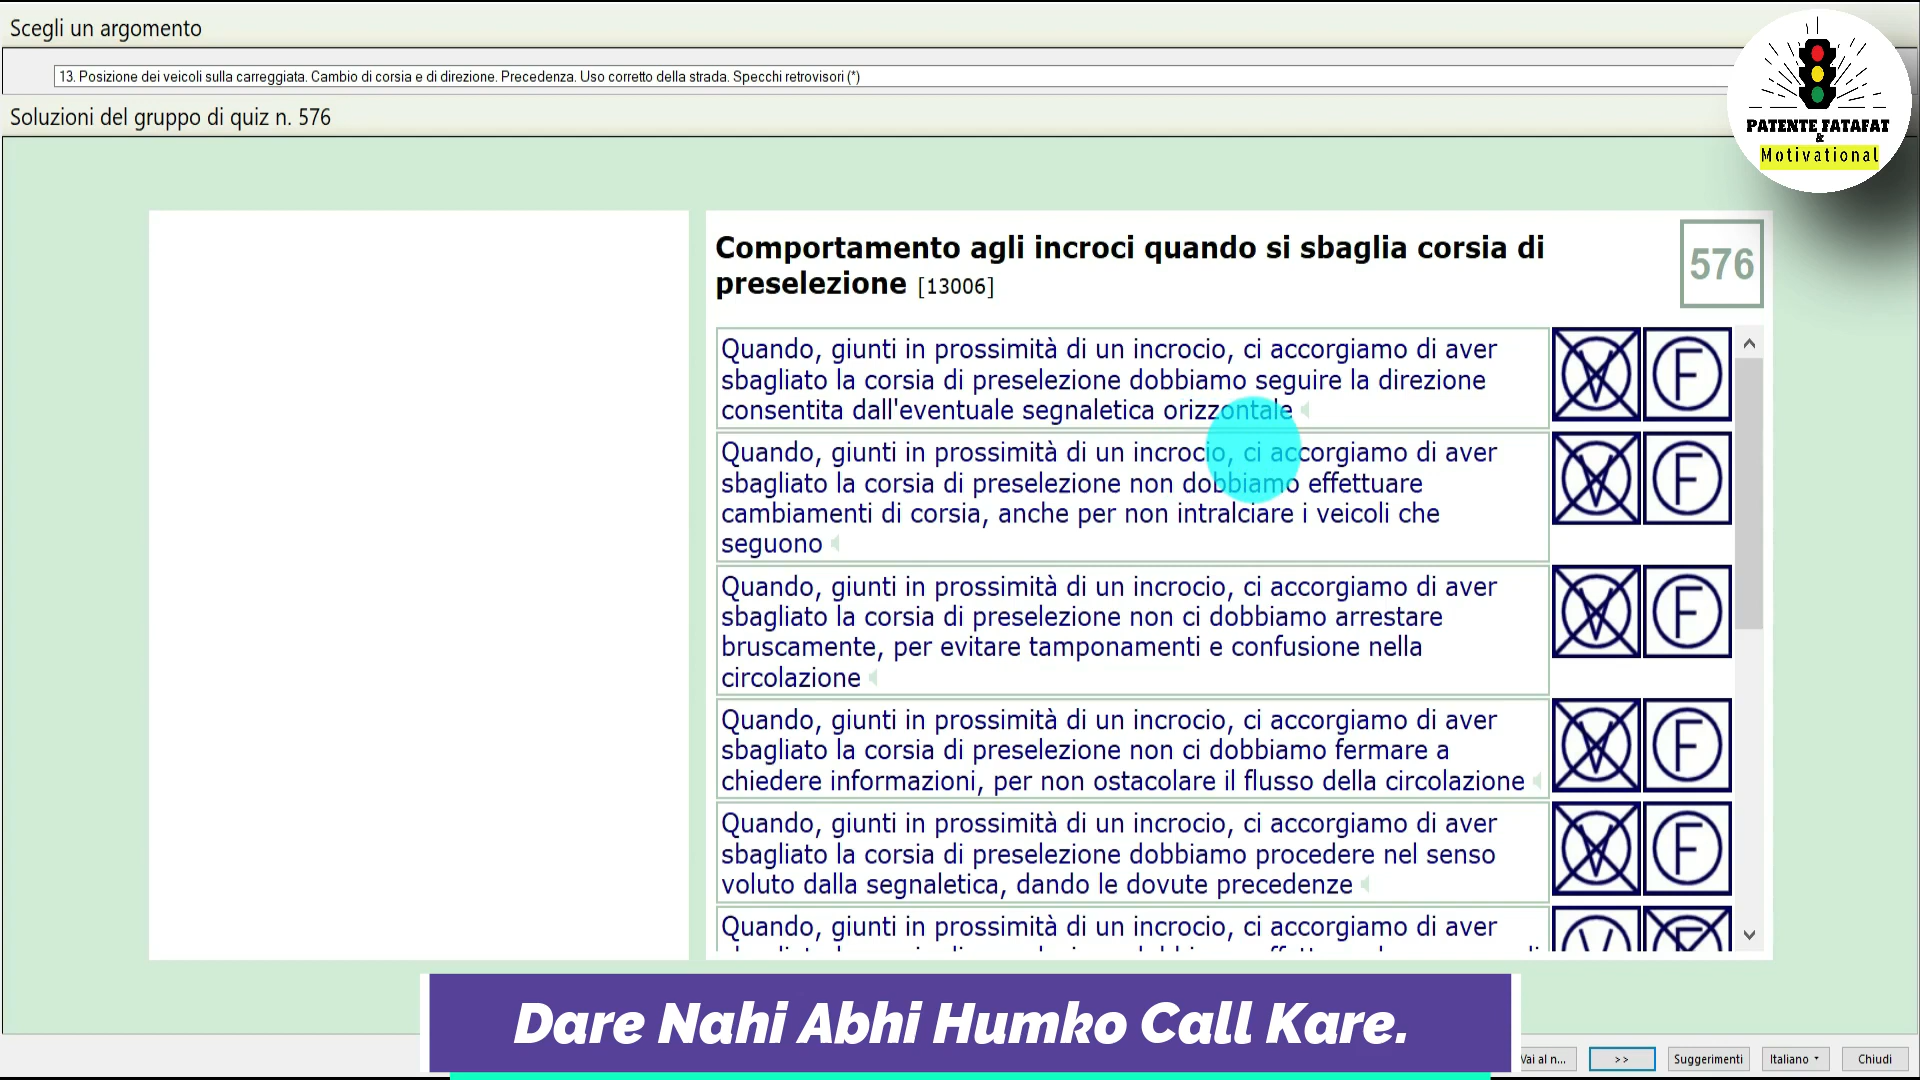 Scegli un argomento
13. Posizione dei veicoli sulla carreggiata. Cambio di corsia e di direzione. Precedenza. Uso corretto della strada. Specchi retrovisori (*)
Soluzioni del gruppo di quiz n. 576
PATENTE FATAFAT
&
Motivational
Comportamento agli incroci quando si sbaglia corsia di
preselezione [13006]
576
Quando, giunti in prossimità di un incrocio, ci accorgiamo di aver
sbagliato la corsia di preselezione dobbiamo seguire la direzione
consentita dall'eventuale segnaletica orizzontale
V F
Quando, giunti in prossimità di un incrocio, ci accorgiamo di aver
sbagliato la corsia di preselezione non dobbiamo effettuare
cambiamenti di corsia, anche per non intralciare i veicoli che
seguono
V F
Quando, giunti in prossimità di un incrocio, ci accorgiamo di aver
sbagliato la corsia di preselezione non ci dobbiamo arrestare
bruscamente, per evitare tamponamenti e confusione nella
circolazione
V F
Quando, giunti in prossimità di un incrocio, ci accorgiamo di aver
sbagliato la corsia di preselezione non ci dobbiamo fermare a
chiedere informazioni, per non ostacolare il flusso della circolazione
V F
Quando, giunti in prossimità di un incrocio, ci accorgiamo di aver
sbagliato la corsia di preselezione dobbiamo procedere nel senso
voluto dalla segnaletica, dando le dovute precedenze
V F
Quando, giunti in prossimità di un incrocio, ci accorgiamo di aver
V F
Dare Nahi Abhi Humko Call Kare.
Vai al n... >> Suggerimenti Italiano Chiudi